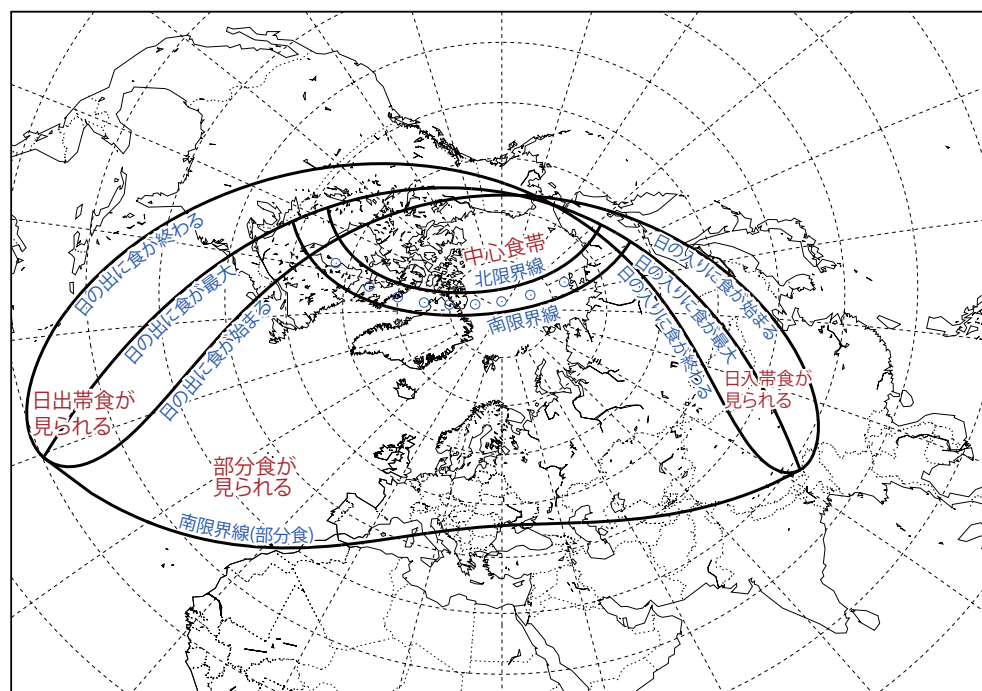 日の出に食が終わる
日の出に食が最大
日の出に食が始まる
中心食帯
北限界線
南限界線
日の入りに食が始まる
日の入りに食が最大
日の入りに食が終わる
日出帯食が
見られる
日入帯食が
見られる
部分食が
見られる
南限界線(部分食)